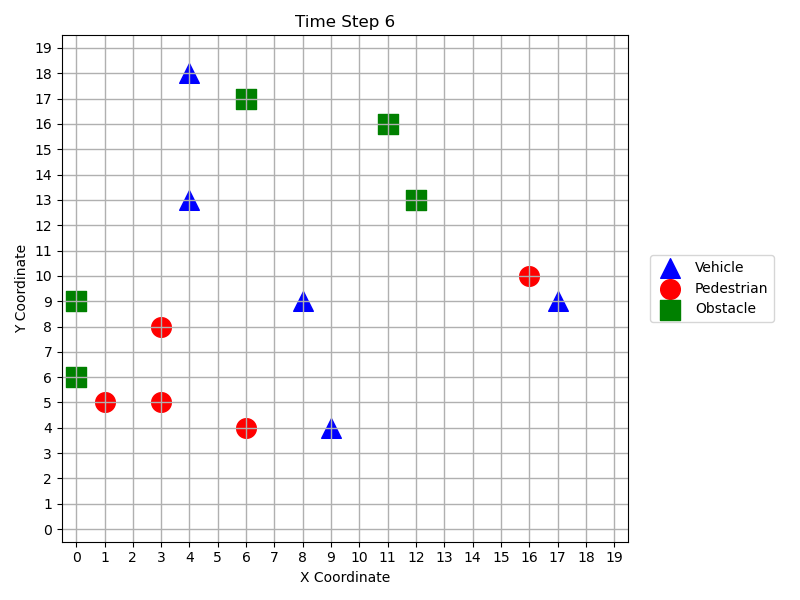 Time Step 6
19
18
17
16
15
14
13
12
11
10
9
8
7
6
5
4
3
2
1
0
Y Coordinate
0 1 2 3 4 5 6 7 8 9 10 11 12 13 14 15 16 17 18 19
X Coordinate
Vehicle
Pedestrian
Obstacle